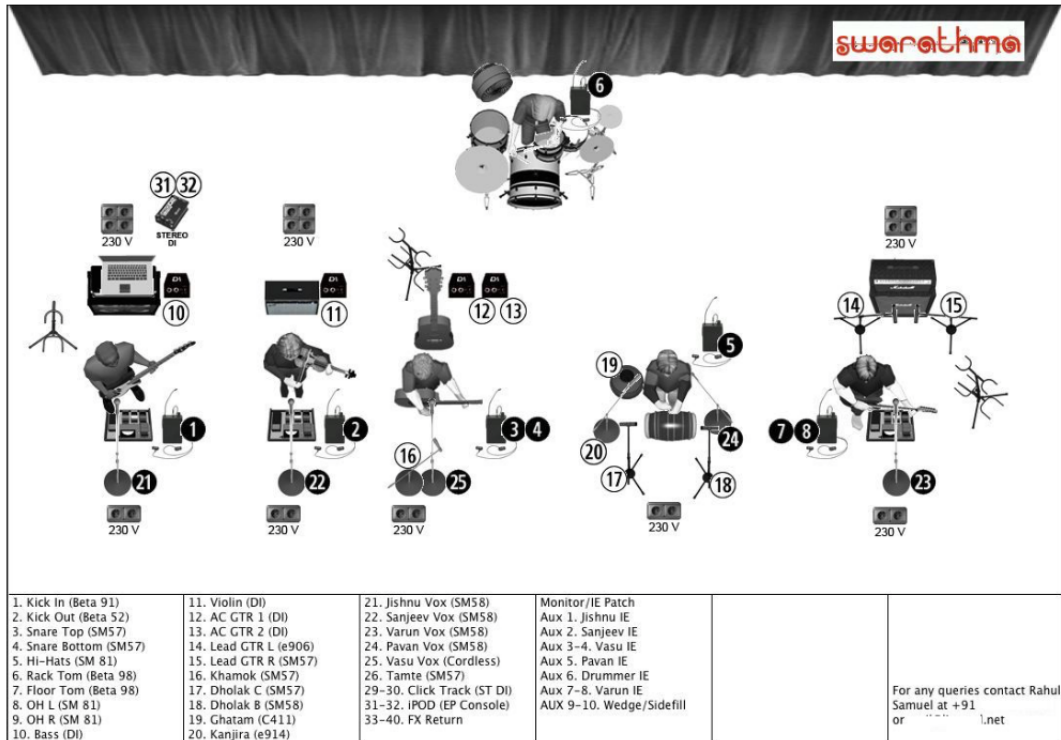 swarathma
6
31 32
STEREO
DI
230 V
230 V
230 V
DI
10
DI
11
DI
DI
12 13
14
15
5
19
1
2
3 4
16
20
24
7 8
21
22
25
17
18
23
230 V
230 V
230 V
230 V
230 V
1. Kick In (Beta 91)
2. Kick Out (Beta 52)
3. Snare Top (SM57)
4. Snare Bottom (SM57)
5. Hi-Hats (SM 81)
6. Rack Tom (Beta 98)
7. Floor Tom (Beta 98)
8. OH L (SM 81)
9. OH R (SM 81)
10. Bass (DI)
11. Violin (DI)
12. AC GTR 1 (DI)
13. AC GTR 2 (DI)
14. Lead GTR L (e906)
15. Lead GTR R (SM57)
16. Khamok (SM57)
17. Dholak C (SM57)
18. Dholak B (SM58)
19. Ghatam (C411)
20. Kanjira (e914)
21. Jishnu Vox (SM58)
22. Sanjeev Vox (SM58)
23. Varun Vox (SM58)
24. Pavan Vox (SM58)
25. Vasu Vox (Cordless)
26. Tamte (SM57)
29-30. Click Track (ST DI)
31-32. iPOD (EP Console)
33-40. FX Return
Monitor/IE Patch
Aux 1. Jishnu IE
Aux 2. Sanjeev IE
Aux 3-4. Vasu IE
Aux 5. Pavan IE
Aux 6. Drummer IE
Aux 7-8. Varun IE
AUX 9-10. Wedge/Sidefill
For any queries contact Rahul
Samuel at +91
or .net